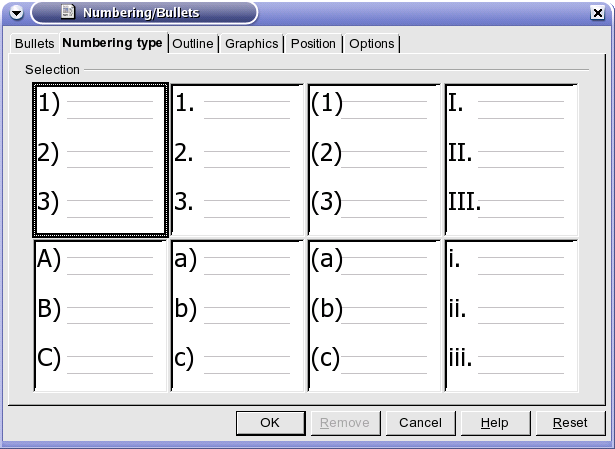 Numbering/Bullets
Bullets Numbering type Outline Graphics Position Options
Selection
1) 1. (1) I.
2) 2. (2) II.
3) 3. (3) III.
A) a) (a) i.
B) b) (b) ii.
C) c) (c) iii.
OK Remove Cancel Help Reset